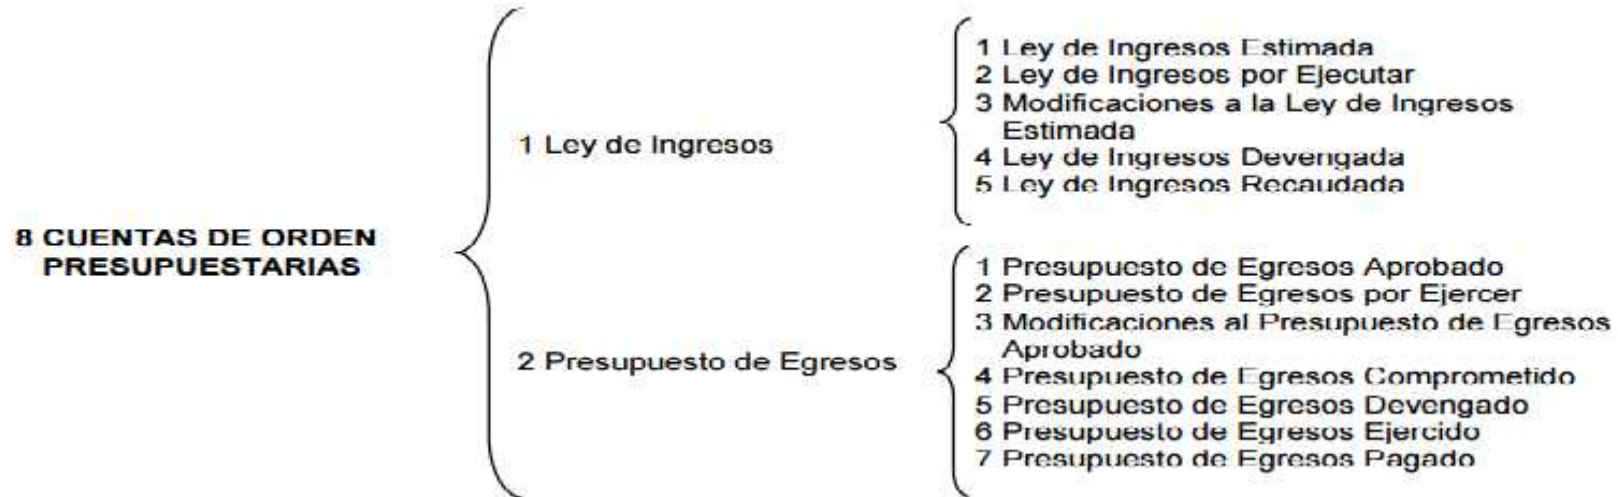 8 CUENTAS DE ORDEN
PRESUPUESTARIAS
1 Ley de Ingresos
1 Ley de Ingresos Estimada
2 Ley de Ingresos por Ejecutar
3 Modificaciones a la Ley de Ingresos
Estimada
4 Ley de Ingresos Devengada
5 Ley de Ingresos Recaudada
2 Presupuesto de Egresos
1 Presupuesto de Egresos Aprobado
2 Presupuesto de Egresos por Ejercer
3 Modificaciones al Presupuesto de Egresos
Aprobado
4 Presupuesto de Egresos Comprometido
5 Presupuesto de Egresos Devengado
6 Presupuesto de Egresos Ejercido
7 Presupuesto de Egresos Pagado